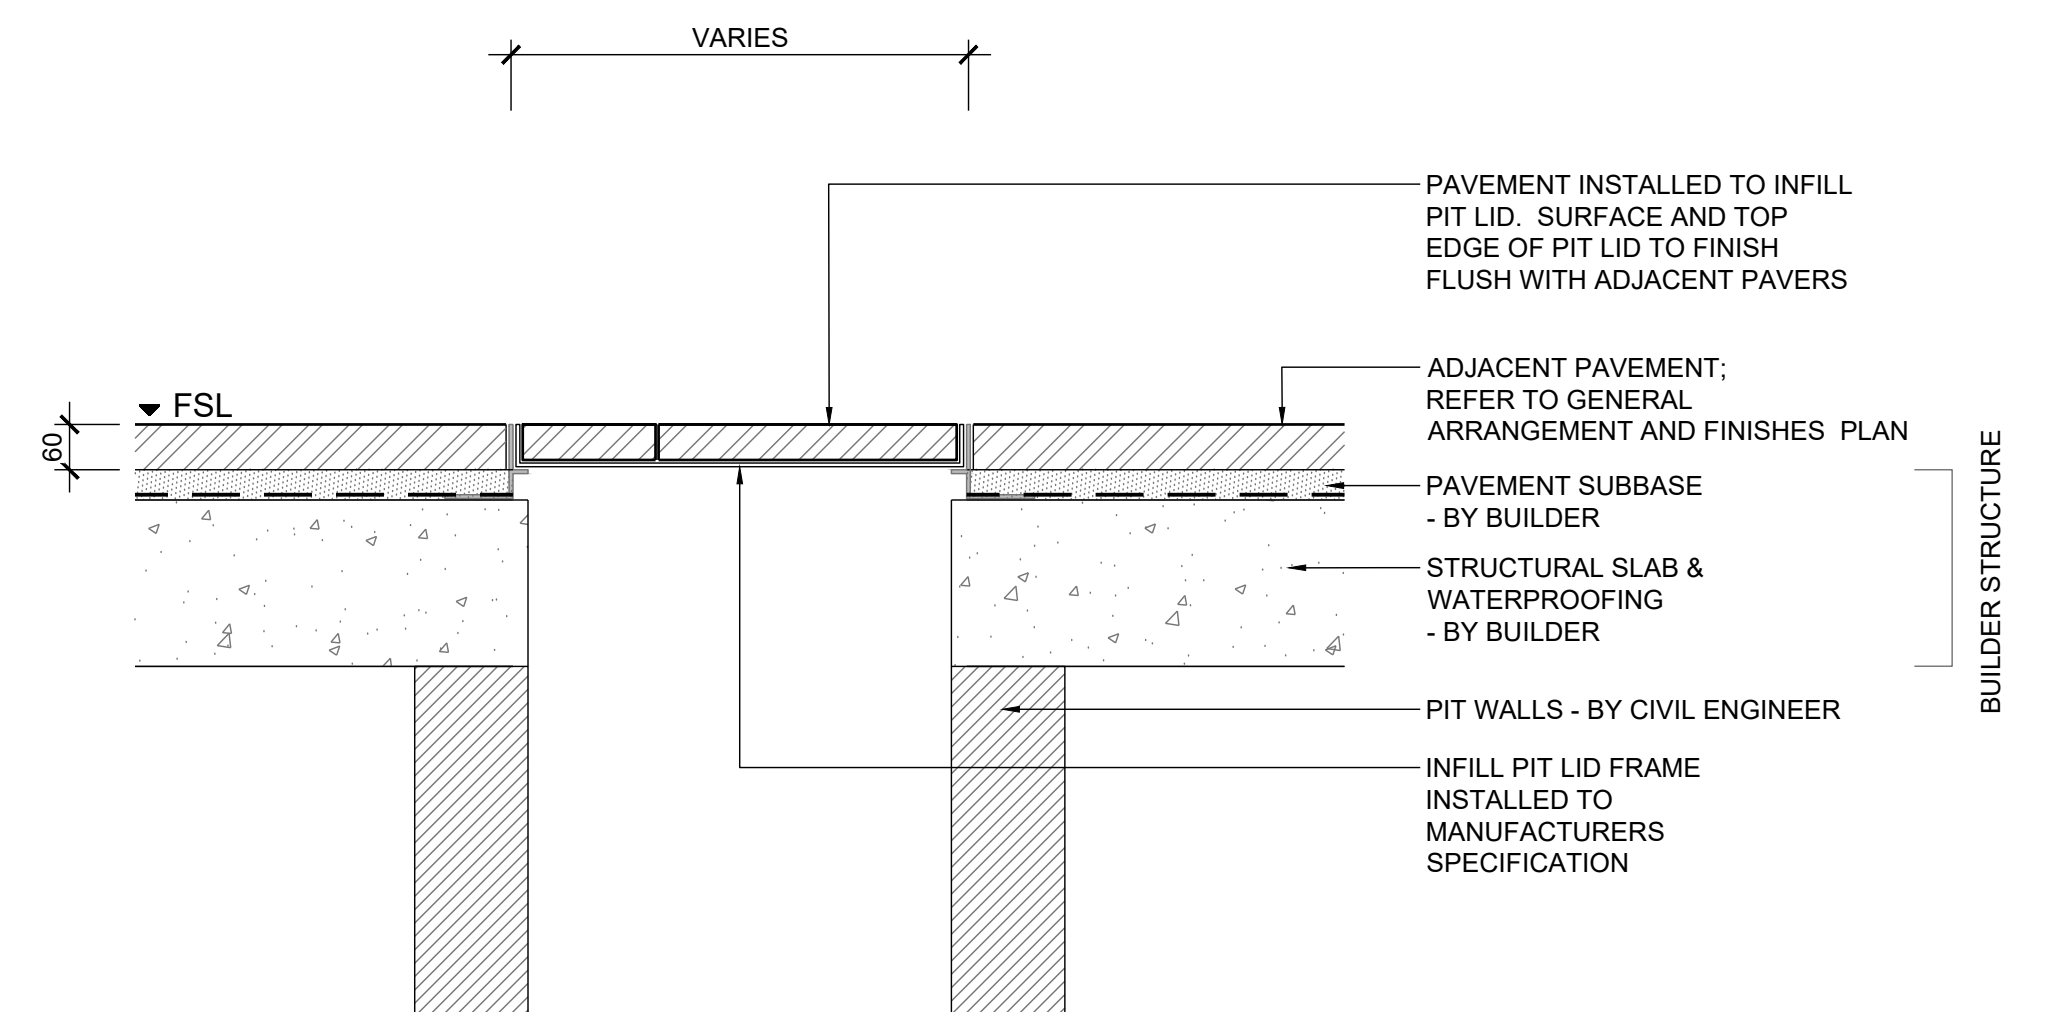 VARIES
PAVEMENT INSTALLED TO INFILL
PIT LID.  SURFACE AND TOP
EDGE OF PIT LID TO FINISH
FLUSH WITH ADJACENT PAVERS
ADJACENT PAVEMENT;
REFER TO GENERAL
ARRANGEMENT AND FINISHES  PLAN
FSL
60
PAVEMENT SUBBASE
- BY BUILDER
STRUCTURAL SLAB &
WATERPROOFING
- BY BUILDER
BUILDER STRUCTURE
PIT WALLS - BY CIVIL ENGINEER
INFILL PIT LID FRAME
INSTALLED TO
MANUFACTURERS
SPECIFICATION